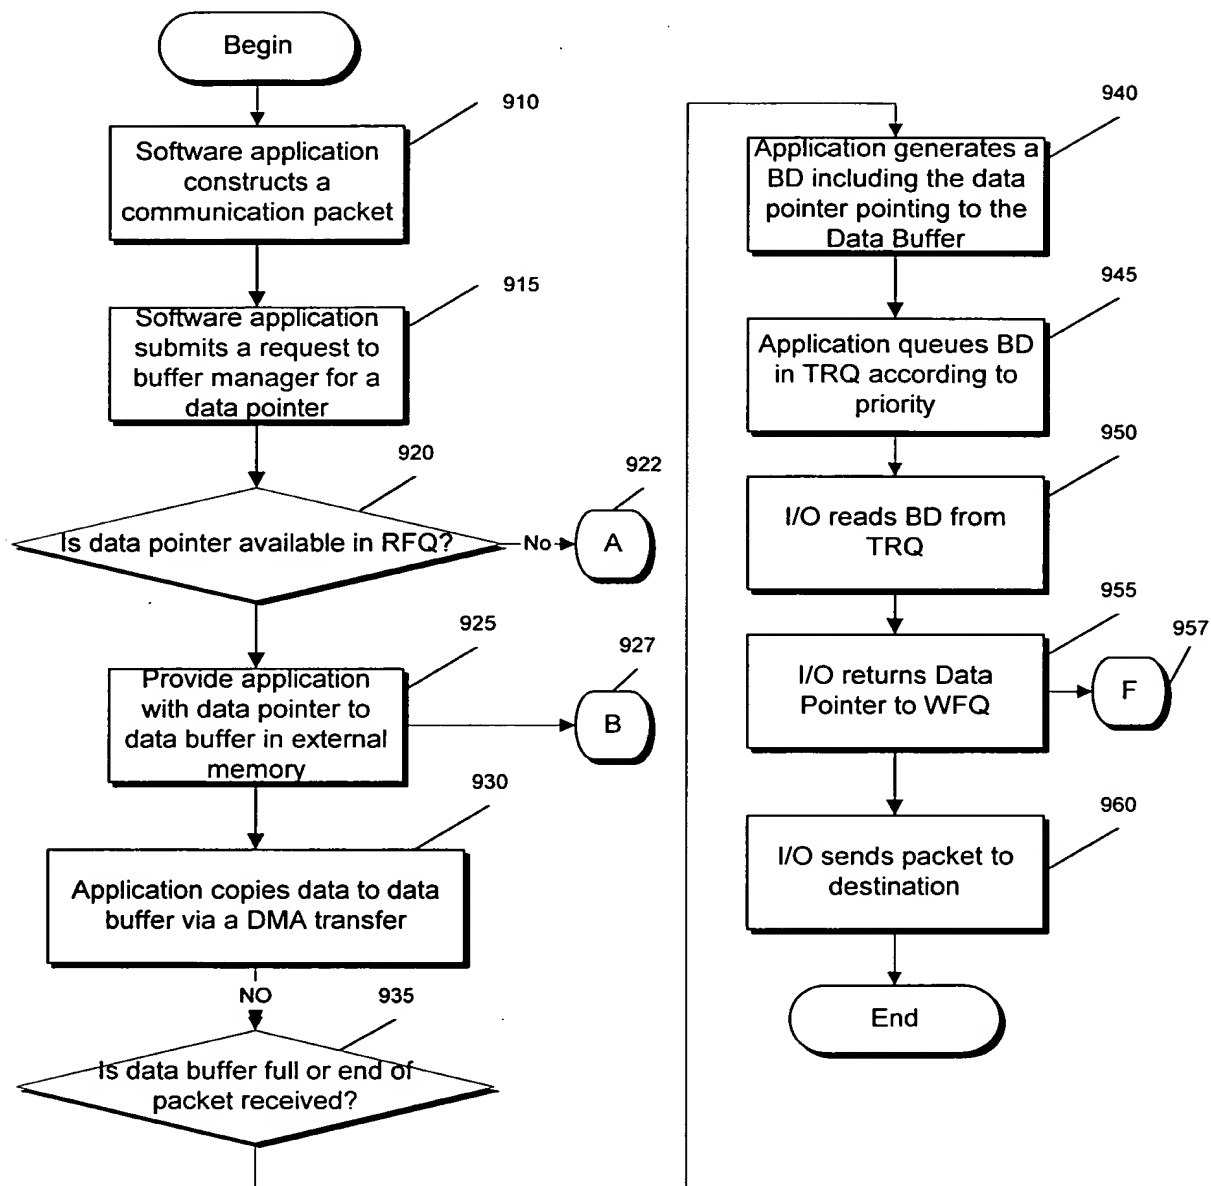 Begin
910
Software application
constructs a
communication packet
915
Software application
submits a request to
buffer manager for a
data pointer
920
Is data pointer available in RFQ?
No
922
A
925
Provide application
with data pointer to
data buffer in external
memory
927
B
930
Application copies data to data
buffer via a DMA transfer
NO
935
Is data buffer full or end of
packet received?
940
Application generates a
BD including the data
pointer pointing to the
Data Buffer
945
Application queues BD
in TRQ according to
priority
950
I/O reads BD from
TRQ
955
I/O returns Data
Pointer to WFQ
957
F
960
I/O sends packet to
destination
End